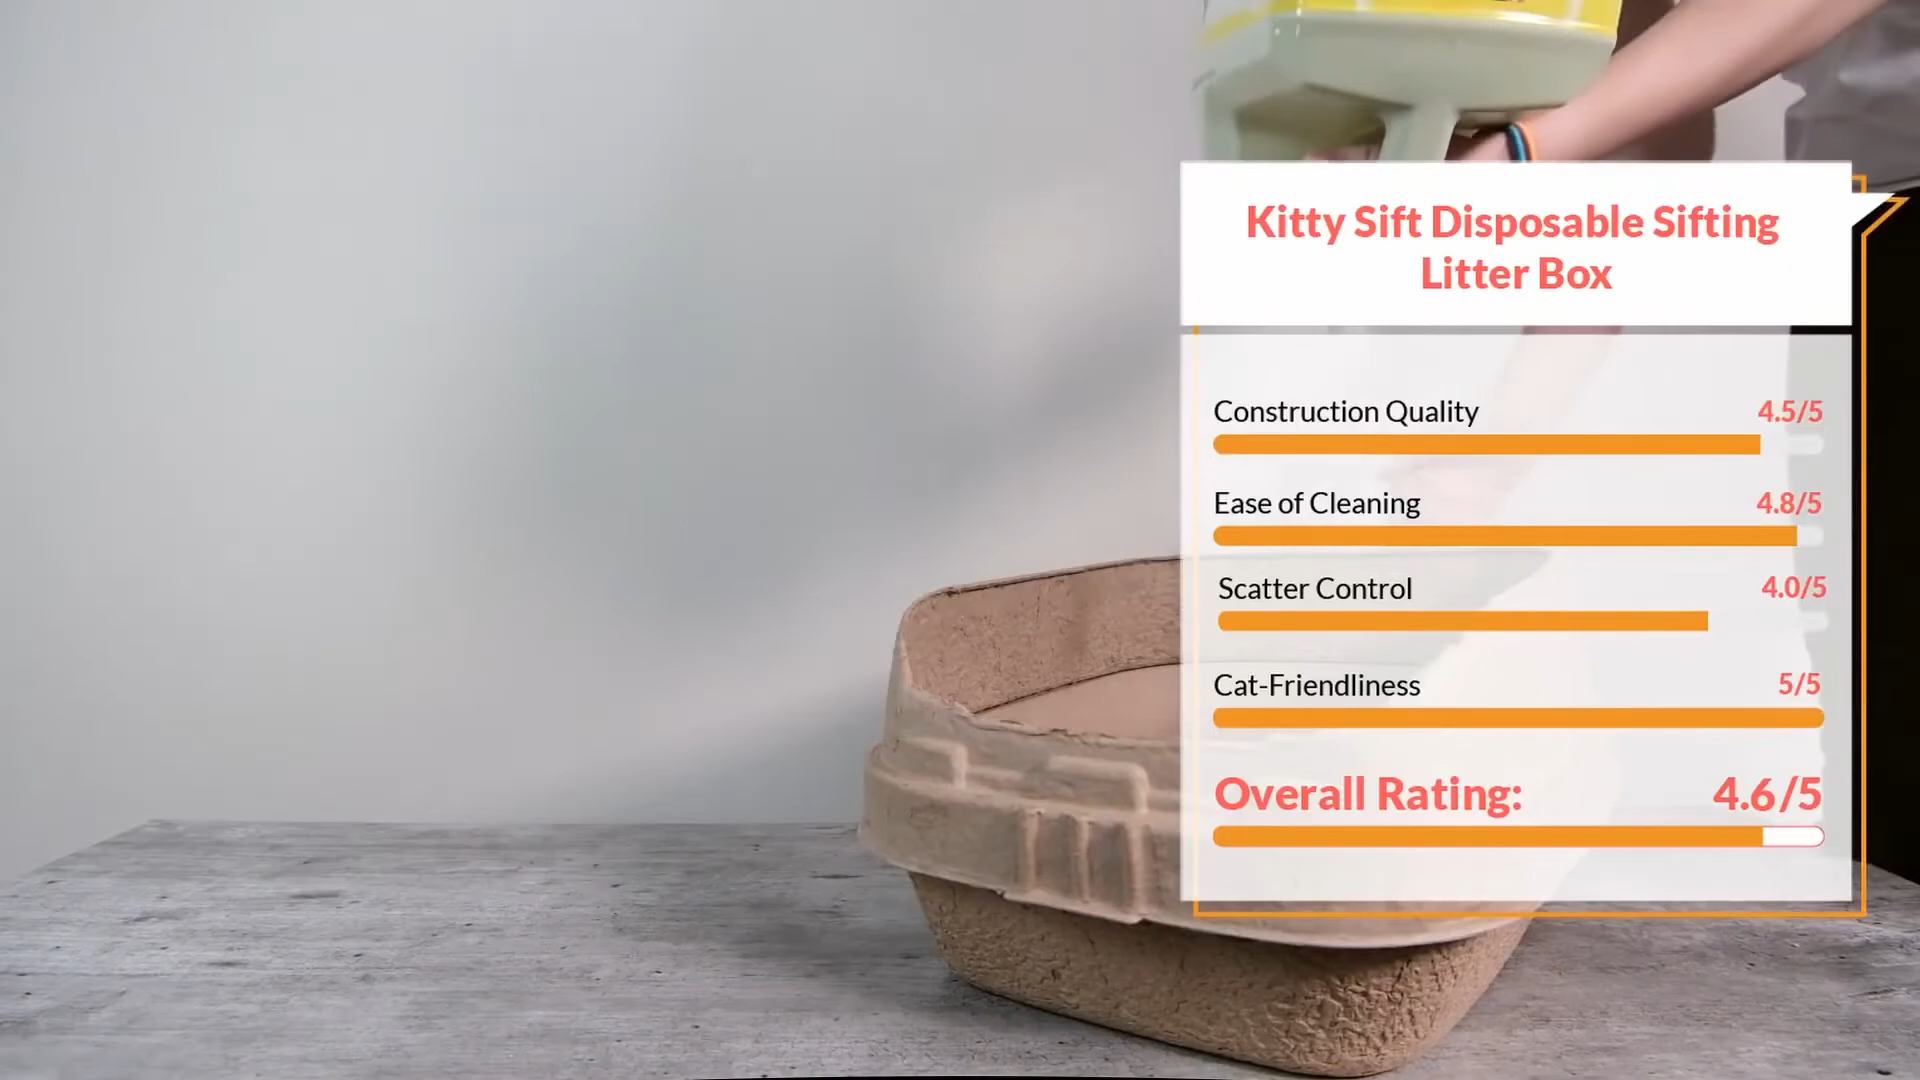 Kitty Sift Disposable Sifting
Litter Box
Construction Quality 4.5/5
Ease of Cleaning 4.8/5
Scatter Control 4.0/5
Cat-Friendliness 5/5
Overall Rating: 4.6/5